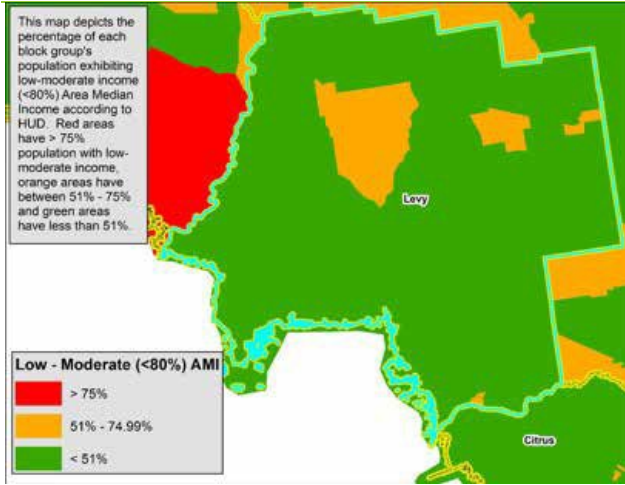 This map depicts the
percentage of each
block group's
population exhibiting
low-moderate income
(<80%) Area Median
Income according to
HUD. Red areas
have > 75%
population with low-
moderate income,
orange areas have
between 51% - 75%
and green areas
have less than 51%.
Levy
Low - Moderate (<80%) AMI
> 75%
51% - 74.99%
< 51%
Citrus